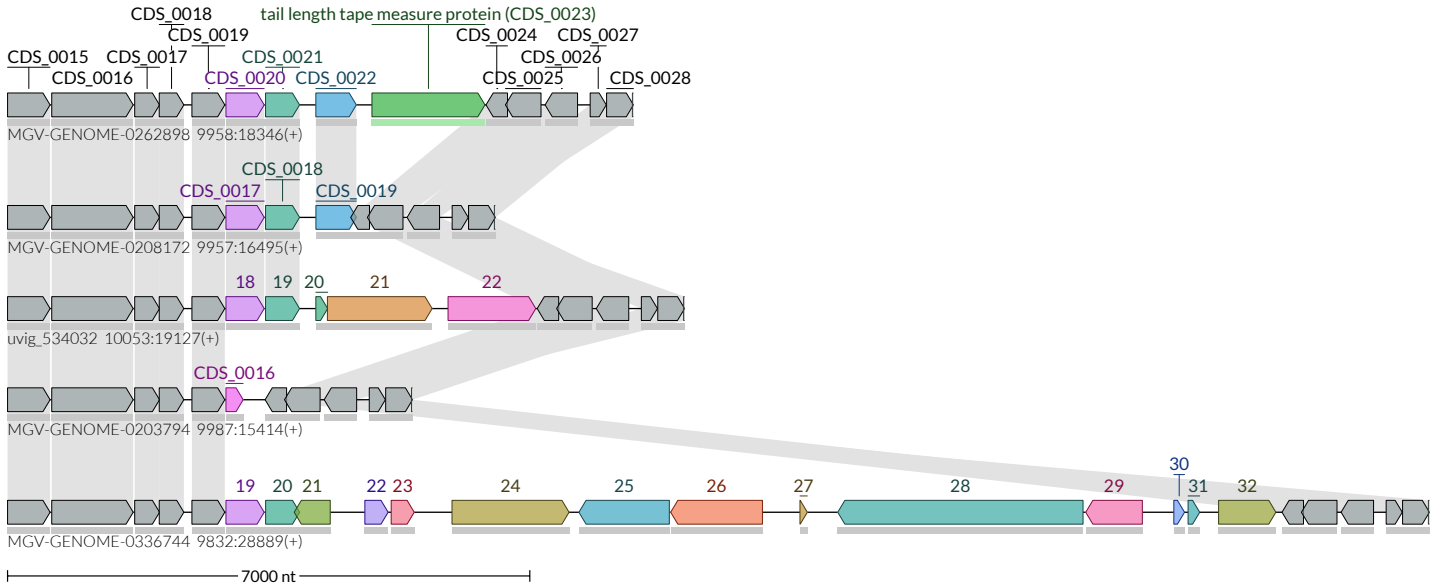 CDS_0018 tail length tape measure protein (CDS_0023)
CDS_0019 CDS_0024 CDS_0027
CDS_0015 CDS_0017 CDS_0021 CDS_0026
CDS_0016 CDS_0020 CDS_0022 CDS_0025 CDS_0028
MGV-GENOME-0262898 9958:18346(+)
CDS_0018
CDS_0017 CDS_0019
MGV-GENOME-0208172 9957:16495(+)
18 19 20 21 22
uvig_534032 10053:19127(+)
CDS_0016
MGV-GENOME-0203794 9987:15414(+)
30
19 20 21 22 23 24 25 26 27 28 29 31 32
MGV-GENOME-0336744 9832:28889(+)
7000 nt